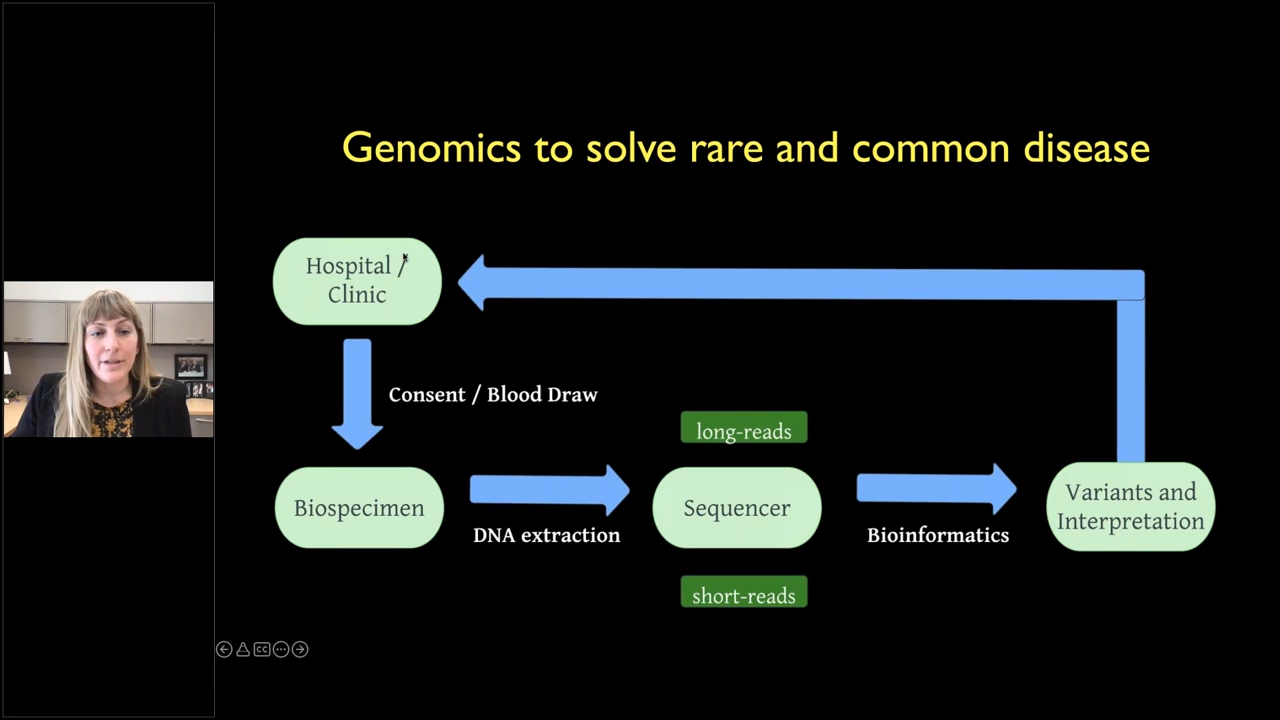 Genomics to solve rare and common disease
Hospital /
Clinic
Consent / Blood Draw
long-reads
Biospecimen
DNA extraction
Sequencer
Bioinformatics
Variants and
Interpretation
short-reads
CC